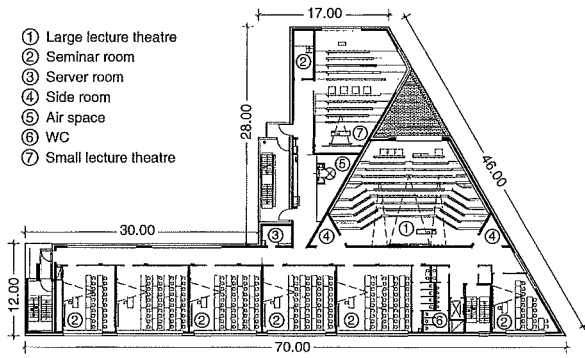 17.00
① Large lecture theatre
② Seminar room
③ Server room
④ Side room
⑤ Air space
⑥ WC
⑦ Small lecture theatre
28.00
46.00
②
⑦
⑤
①
30.00
③
④
④
12.00
②
②
②
②
②
⑥
②
70.00